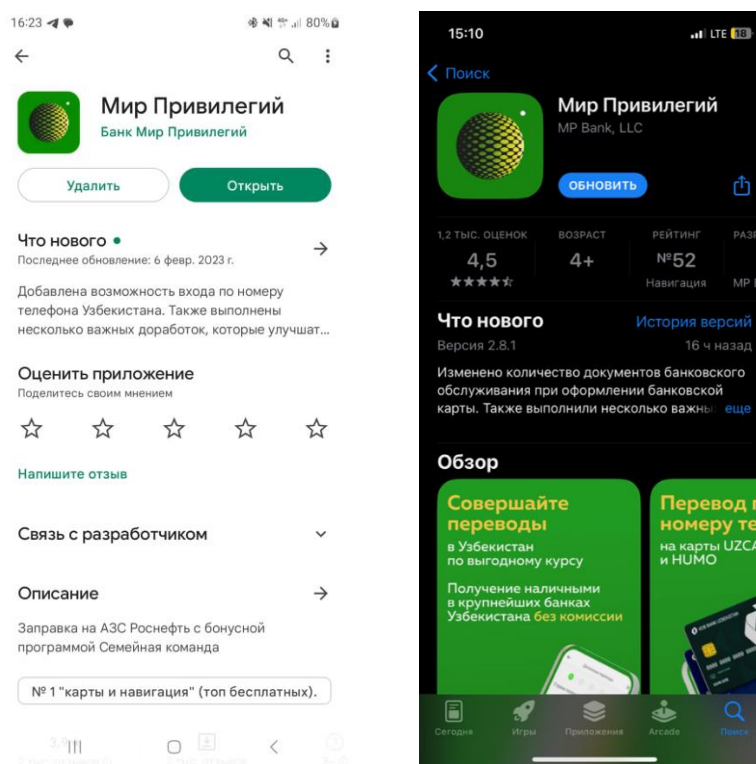 16:23
80%
Мир Привилегий
Банк Мир Привилегий
Удалить
Открыть
Что нового •
Последнее обновление: 6 февр. 2023 г.
Добавлена возможность входа по номеру
телефона Узбекистана. Также выполнены
несколько важных доработок, которые улучшат...
Оценить приложение
Поделитесь своим мнением
Напишите отзыв
Связь с разработчиком
Описание
Заправка на АЗС Роснефть с бонусной
программой Семейная команда
№ 1 "карты и навигация" (топ бесплатных).
15:10
LTE 18
Поиск
Мир Привилегий
MP Bank, LLC
ОБНОВИТЬ
1,2 ТЫС. ОЦЕНОК
ВОЗРАСТ
РЕЙТИНГ
РАЗР
4,5
4+
№52
Навигация
MP
Что нового
История версий
Версия 2.8.1
16 ч назад
Изменено количество документов банковского
обслуживания при оформлении банковской
карты. Также выполнили несколько важны
еще
Обзор
Совершайте
переводы
в Узбекистан
по выгодному курсу
Получение наличными
в крупнейших банках
Узбекистана без комиссии
Перевод
номеру те
на карты UZCA
и HUMO
Сегодня
Игры
Приложения
Arcade
Поиск